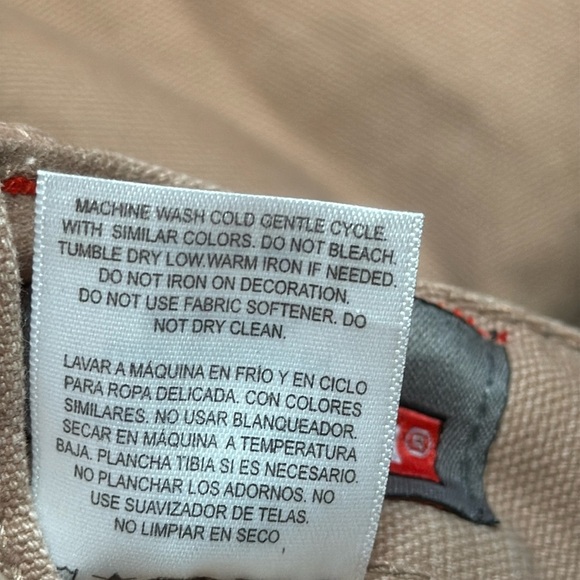 MACHINE WASH COLD GENTLE CYCLE.
WITH SIMILAR COLORS. DO NOT BLEACH.
TUMBLE DRY LOW.WARM IRON IF NEEDED.
DO NOT IRON ON DECORATION.
DO NOT USE FABRIC SOFTENER. DO
NOT DRY CLEAN.
LAVAR A MÁQUINA EN FRÍO Y EN CICLO
PARA ROPA DELICADA. CON COLORES
SIMILARES. NO USAR BLANQUEADOR.
SECAR EN MÁQUINA A TEMPERATURA
BAJA. PLANCHA TIBIA SI ES NECESARIO.
NO PLANCHAR LOS ADORNOS. NO
USE SUAVIZADOR DE TELAS.
NO LIMPIAR EN SECO